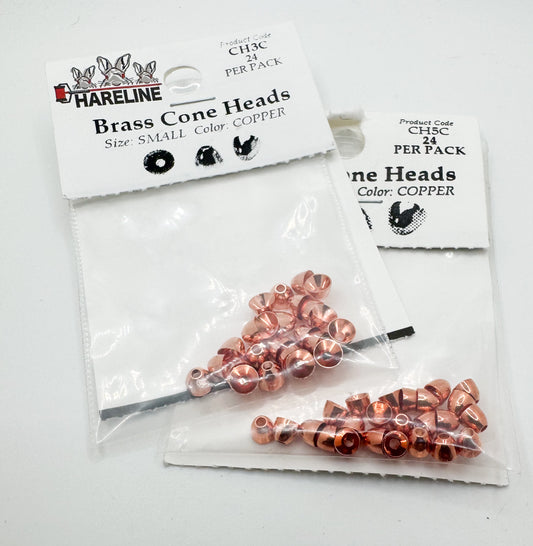 HARELINE
Product Code
CH3C
24
PER PACK
Brass Cone Heads
Size: SMALL Color: COPPER
Product Code
CH5C
24
PER PACK
Cone Heads
Color: COPPER